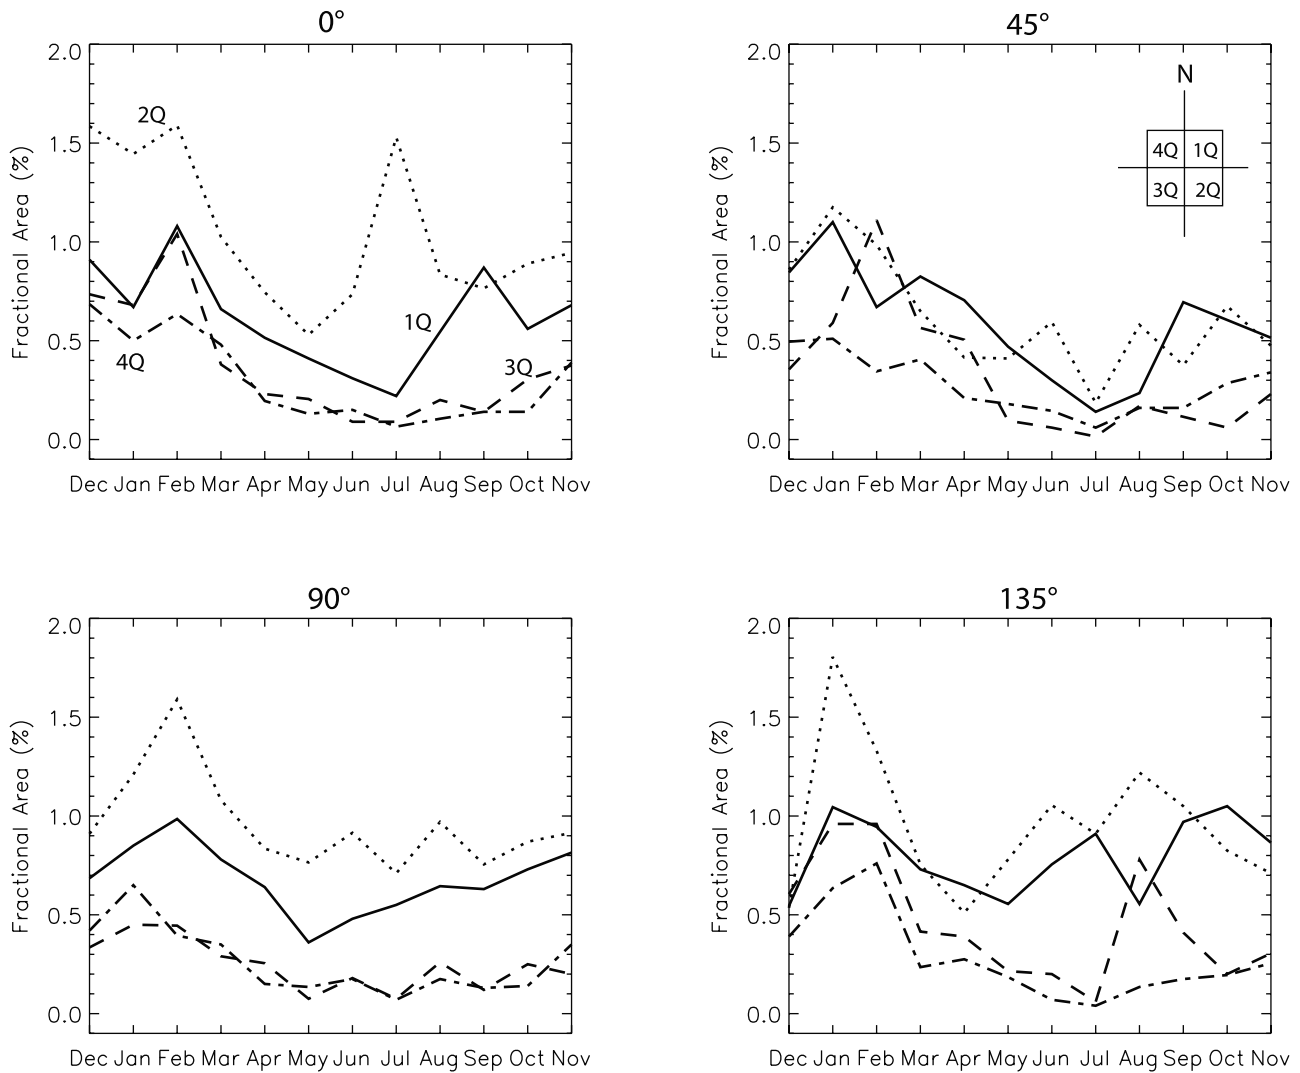 0°
2.0
1.5
1.0
0.5
0.0
Fractional Area (%)
2Q
1Q
4Q
3Q
Dec Jan Feb Mar Apr May Jun Jul Aug Sep Oct Nov
45°
2.0
1.5
1.0
0.5
0.0
Fractional Area (%)
N
4Q 1Q
3Q 2Q
Dec Jan Feb Mar Apr May Jun Jul Aug Sep Oct Nov
90°
2.0
1.5
1.0
0.5
0.0
Fractional Area (%)
Dec Jan Feb Mar Apr May Jun Jul Aug Sep Oct Nov
135°
2.0
1.5
1.0
0.5
0.0
Fractional Area (%)
Dec Jan Feb Mar Apr May Jun Jul Aug Sep Oct Nov